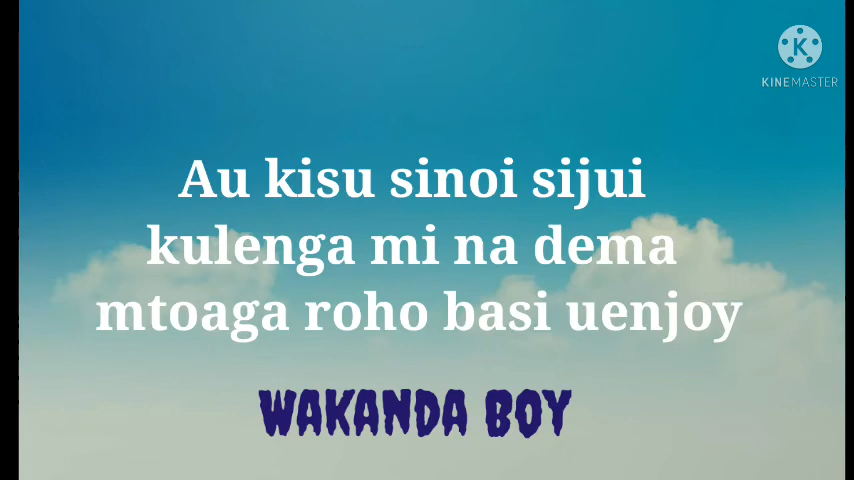 KINEMASTER
Au kisu sinoi sijui
kulenga mi na dema
mtoaga roho basi uenjoy
WAKANDA BOY